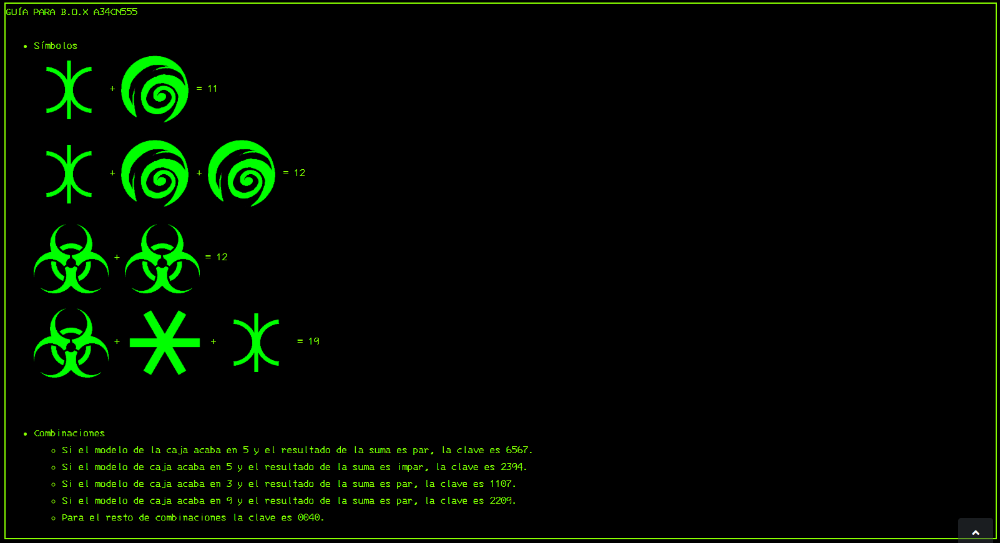 GUÍA PARA B.O.X A34CN555
Símbolos
+ = 11
+ + = 12
+ = 12
+ + = 19
Combinaciones
Si el modelo de la caja acaba en 5 y el resultado de la suma es par, la clave es 6567.
Si el modelo de caja acaba en 5 y el resultado de la suma es impar, la clave es 2394.
Si el modelo de caja acaba en 3 y el resultado de la suma es par, la clave es 1107.
Si el modelo de caja acaba en 9 y el resultado de la suma es par, la clave es 2209.
Para el resto de combinaciones la clave es 0040.